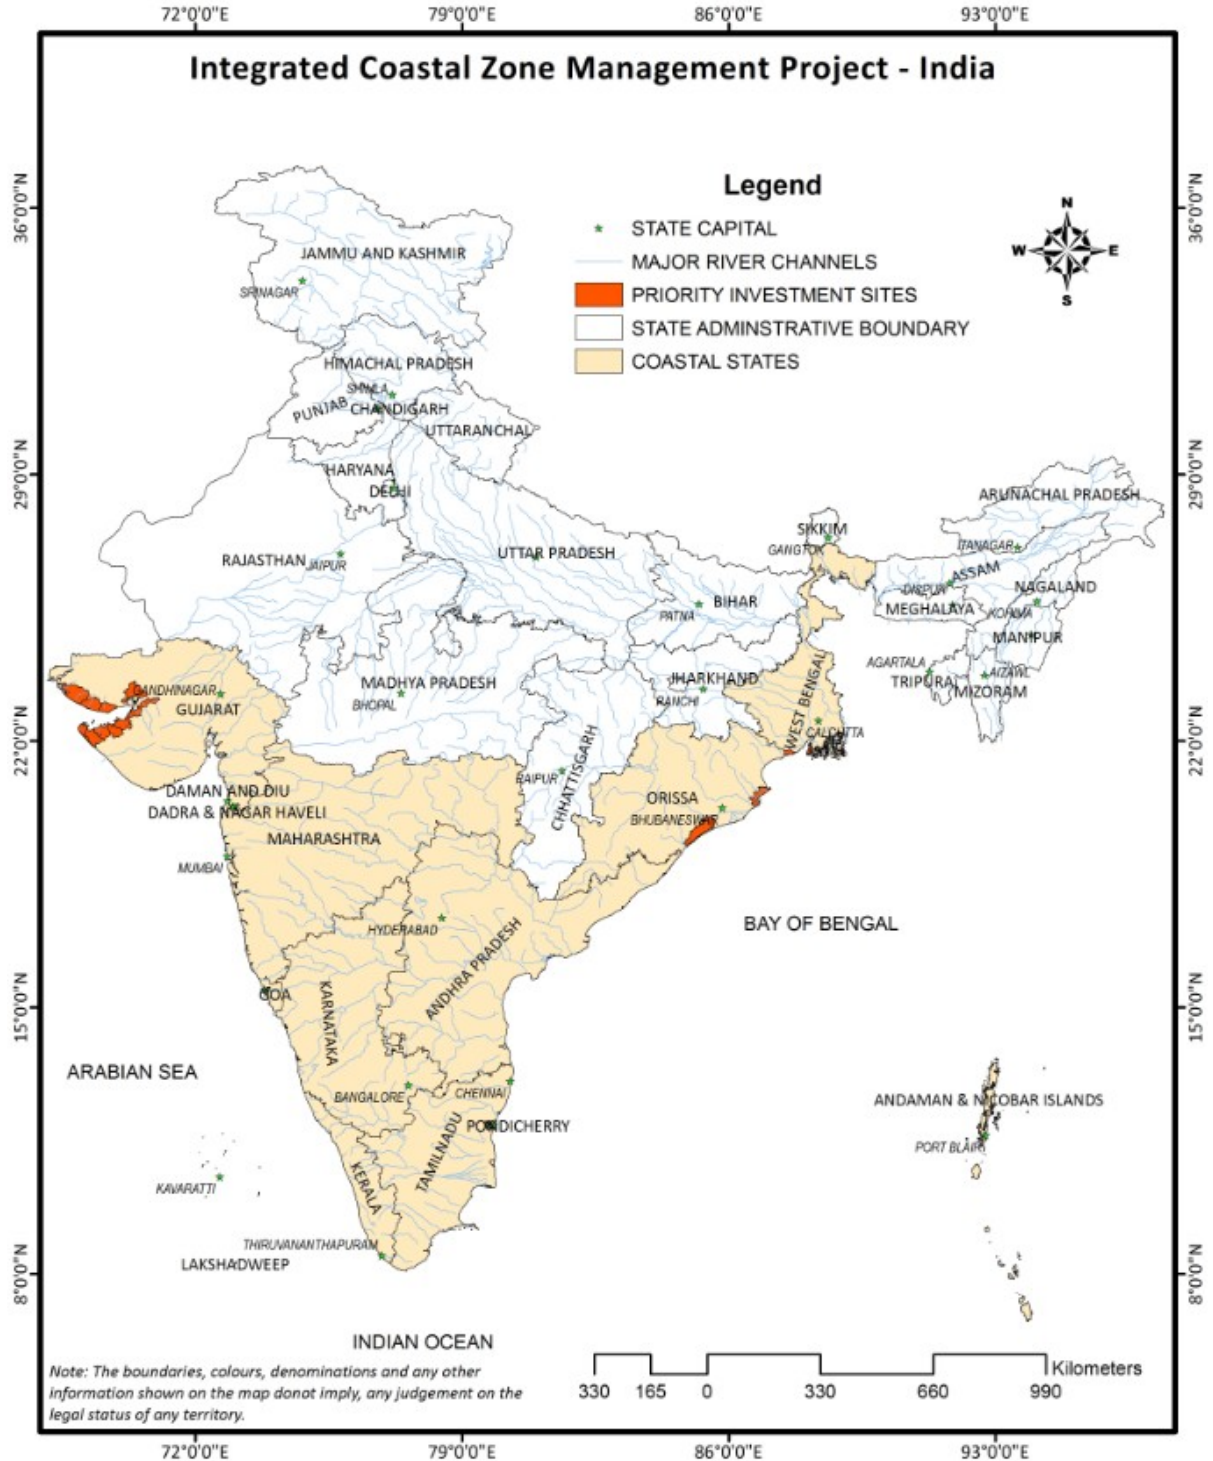 72°0'0"E
79°0'0"E
86°0'0"E
93°0'0"E
Integrated Coastal Zone Management Project - India
Legend
STATE CAPITAL
MAJOR RIVER CHANNELS
PRIORITY INVESTMENT SITES
STATE ADMINSTRATIVE BOUNDARY
COASTAL STATES
N
W
E
S
36°0'0"N
36°0'0"N
29°0'0"N
29°0'0"N
22°0'0"N
22°0'0"N
15°0'0"N
15°0'0"N
8°0'0"N
8°0'0"N
JAMMU AND KASHMIR
SRINAGAR
HIMACHAL PRADESH
SHIMLA
PUNJAB
CHANDIGARH
UTTARANCHAL
HARYANA
DELHI
ARUNACHAL PRADESH
SIKKIM
GANGTOK
ITANAGAR
RAJASTHAN
JAIPUR
UTTAR PRADESH
ASSAM
DISPUR
NAGALAND
BIHAR
PATNA
MEGHALAYA
KOHIMA
MANIPUR
AGARTALA
AIZAWL
TRIPURA
MIZORAM
GANDHINAGAR
GUJARAT
MADHYA PRADESH
BHOPAL
JHARKHAND
RANCHI
WEST BENGAL
CALCUTTA
RAIPUR
CHHATTISGARH
DAMAN AND DIU
DADRA & NAGAR HAVELI
ORISSA
BHUBANESWAR
MAHARASHTRA
MUMBAI
HYDERABAD
ANDHRA PRADESH
BAY OF BENGAL
GOA
KARNATAKA
ARABIAN SEA
BANGALORE
CHENNAI
ANDAMAN & NICOBAR ISLANDS
PONDICHERRY
PORT BLAIR
TAMILNADU
KERALA
KAVARATTI
THIRUVANANTHAPURAM
LAKSHADWEEP
INDIAN OCEAN
Note: The boundaries, colours, denominations and any other
information shown on the map donot imply, any judgement on the
legal status of any territory.
Kilometers
330 165 0 330 660 990
72°0'0"E
79°0'0"E
86°0'0"E
93°0'0"E